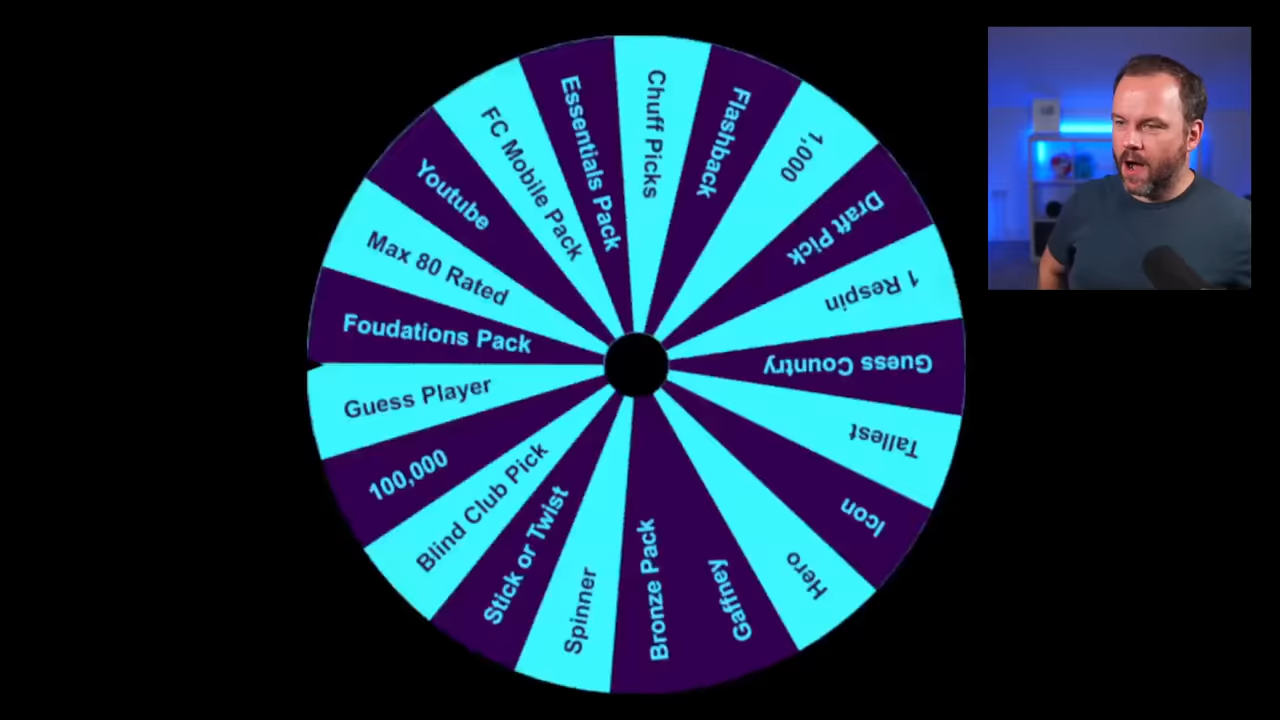 Chuff Picks
Flashback
1,000
Draft Pick
1 Respin
Guess Country
Tallest
Icon
Hero
Gaffney
Bronze Pack
Spinner
Stick or Twist
Blind Club Pick
100,000
Guess Player
Foudations Pack
Max 80 Rated
Youtube
FC Mobile Pack
Essentials Pack